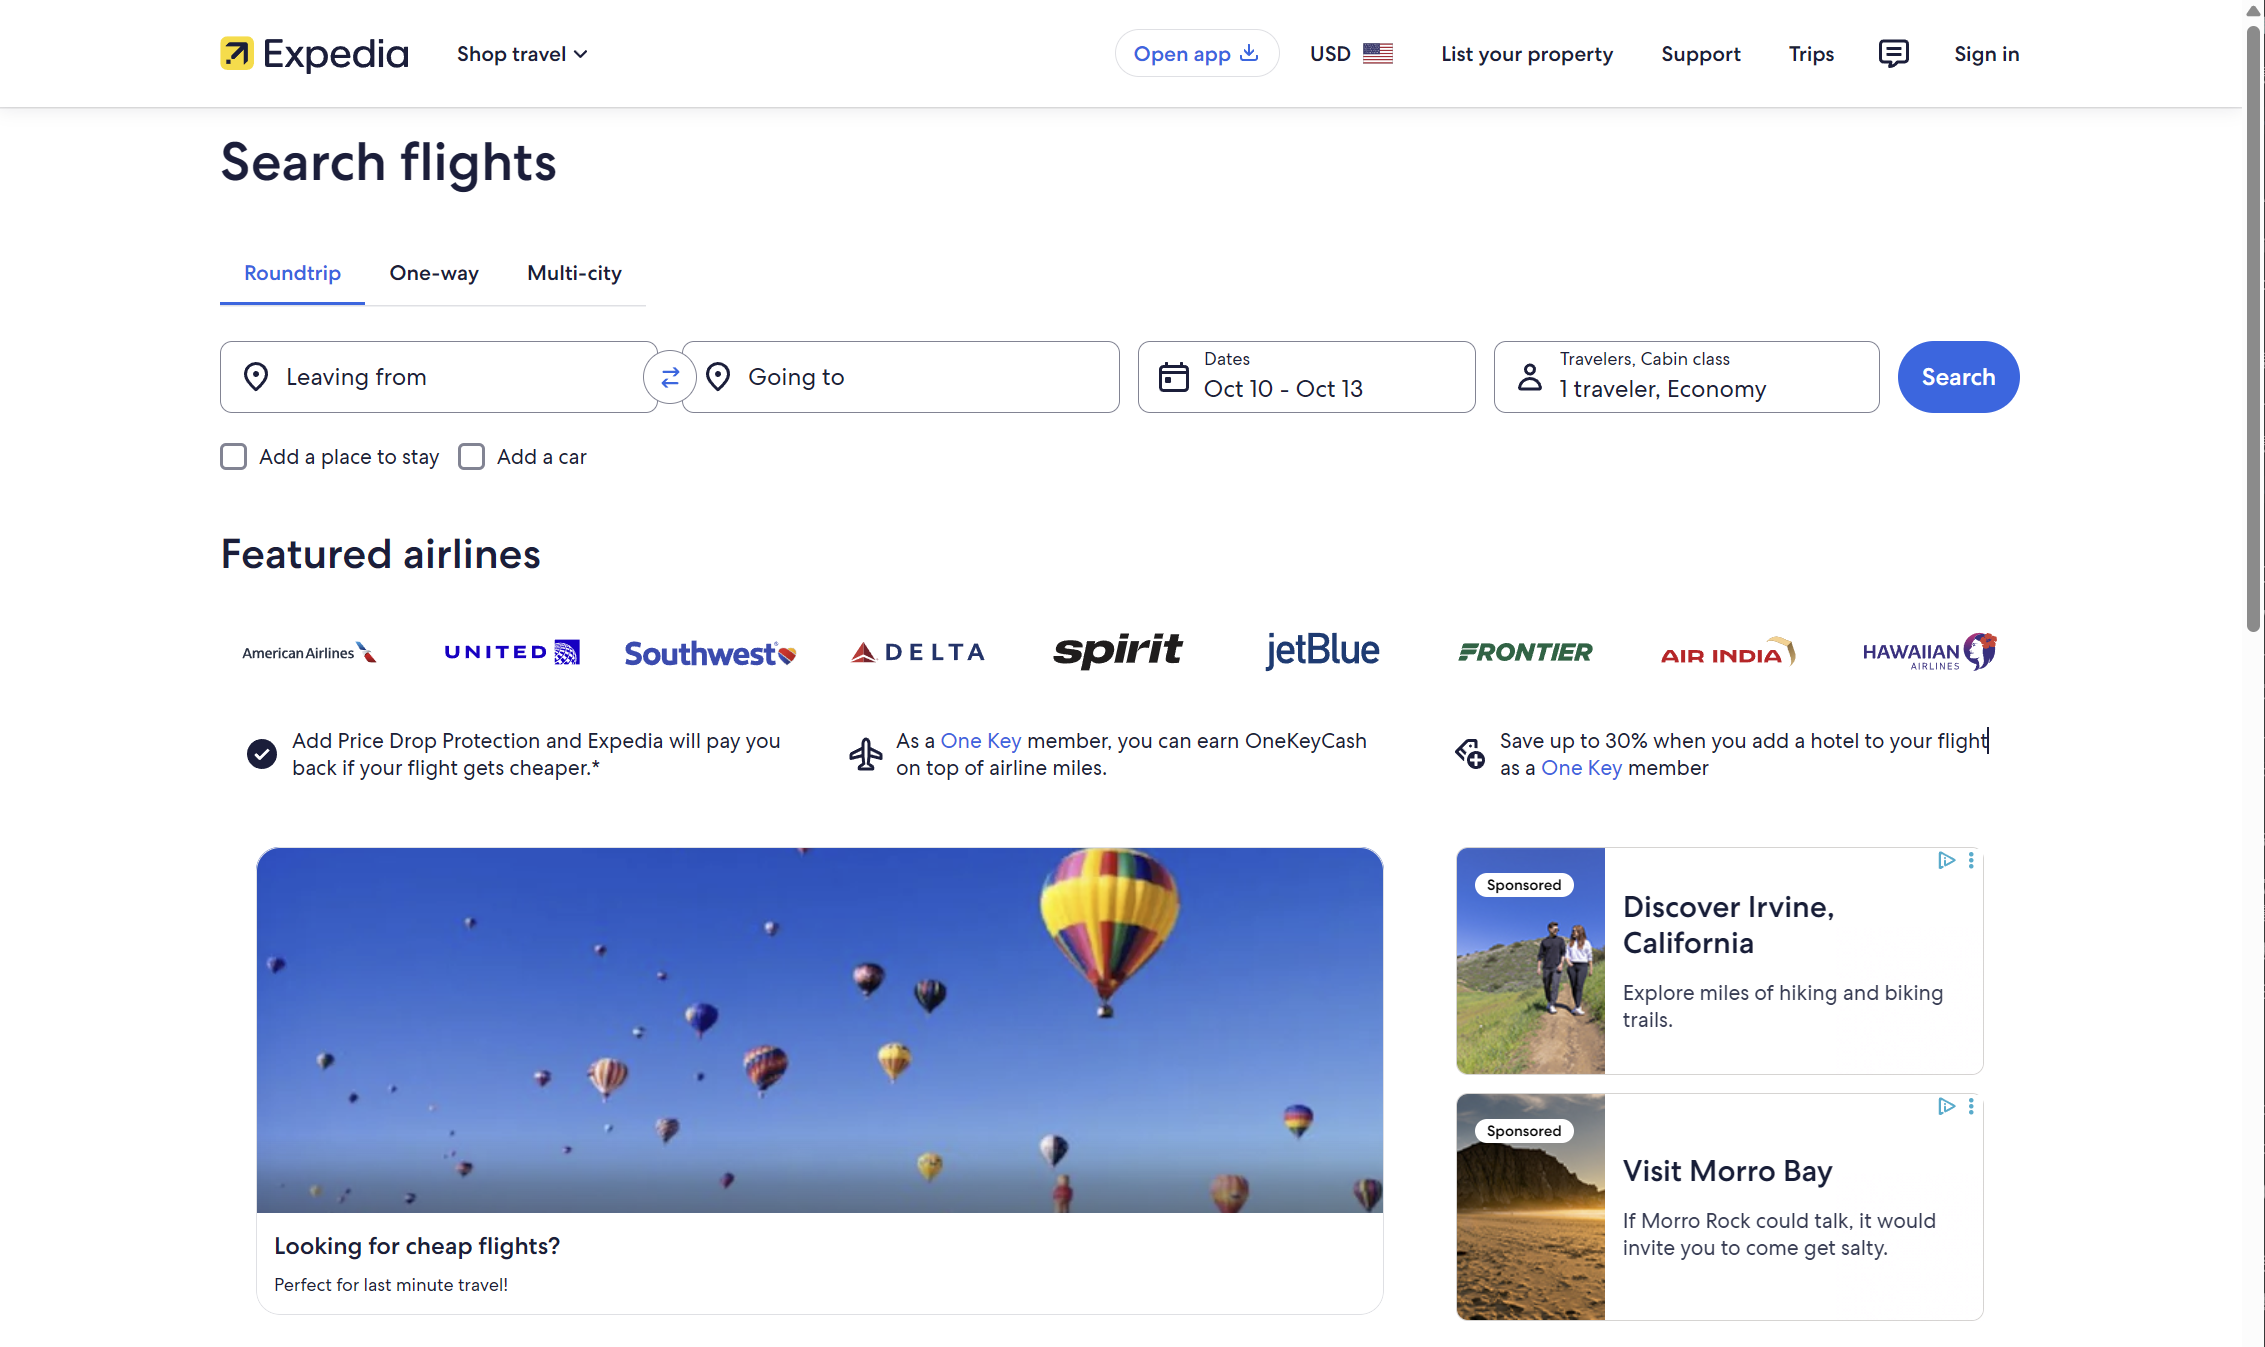 Expedia
Shop travel
Open app
USD
List your property
Support
Trips
Sign in
Search flights
Roundtrip
One-way
Multi-city
Leaving from
Going to
Dates
Oct 10 - Oct 13
Travelers, Cabin class
1 traveler, Economy
Search
Add a place to stay
Add a car
Featured airlines
American Airlines
UNITED
Southwest
DELTA
spirit
jetBlue
FRONTIER
AIR INDIA
HAWAIIAN
AIRLINES
Add Price Drop Protection and Expedia will pay you
back if your flight gets cheaper.*
As a One Key member, you can earn OneKeyCash
on top of airline miles.
Save up to 30% when you add a hotel to your flight
as a One Key member
Looking for cheap flights?
Perfect for last minute travel!
Sponsored
Discover Irvine,
California
Explore miles of hiking and biking
trails.
Sponsored
Visit Morro Bay
If Morro Rock could talk, it would
invite you to come get salty.